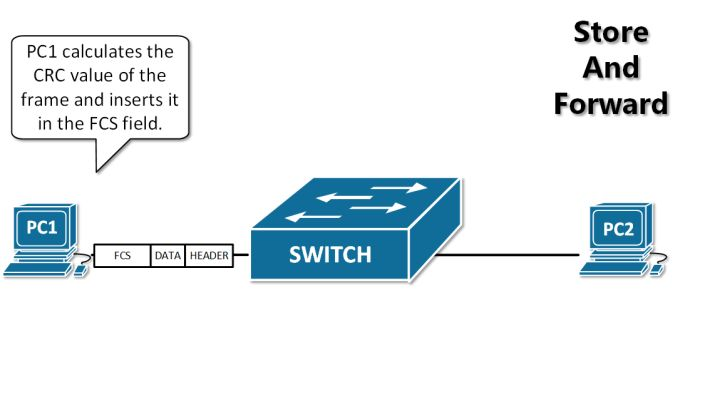 Store
And
Forward
PC1 calculates the
CRC value of the
frame and inserts it
in the FCS field.
PC1
FCS
DATA
HEADER
SWITCH
PC2